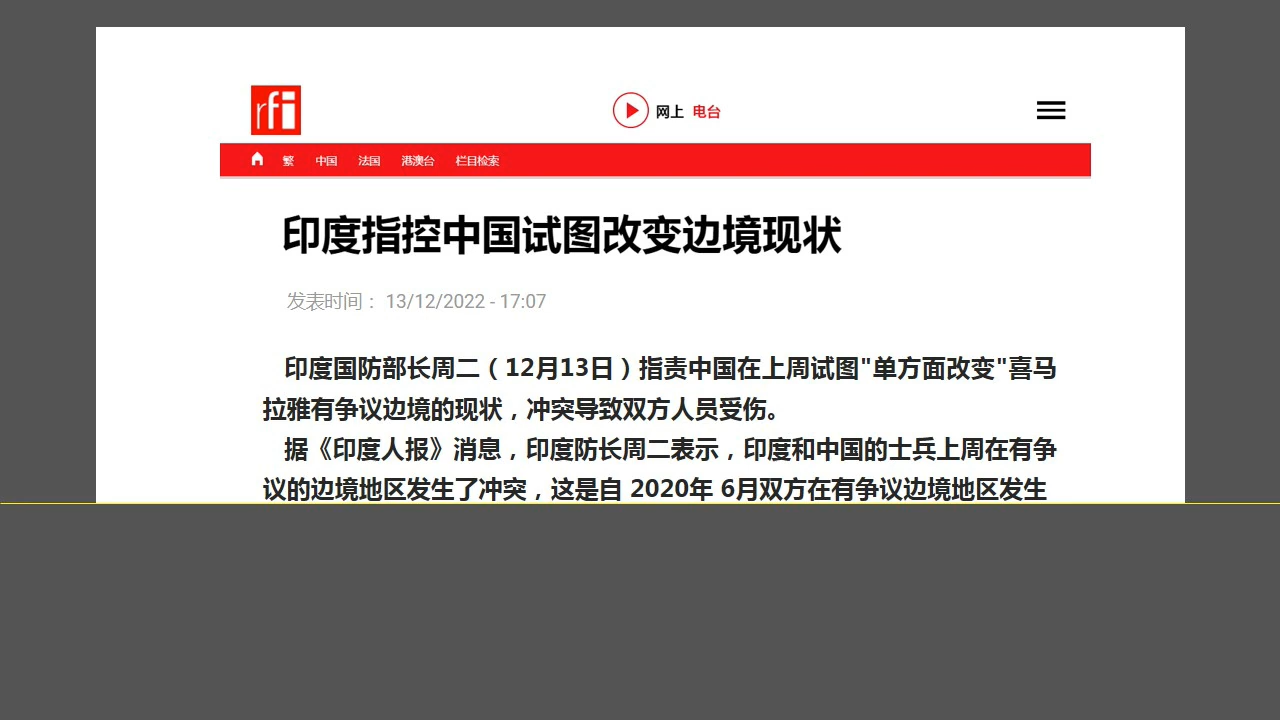 rfi
网上 电台
繁 中国 法国 港澳台 栏目检索
印度指控中国试图改变边境现状
发表时间： 13/12/2022 - 17:07
印度国防部长周二（12月13日）指责中国在上周试图"单方面改变"喜马
拉雅有争议边境的现状，冲突导致双方人员受伤。
据《印度人报》消息，印度防长周二表示，印度和中国的士兵上周在有争
议的边境地区发生了冲突，这是自 2020年 6月双方在有争议边境地区发生